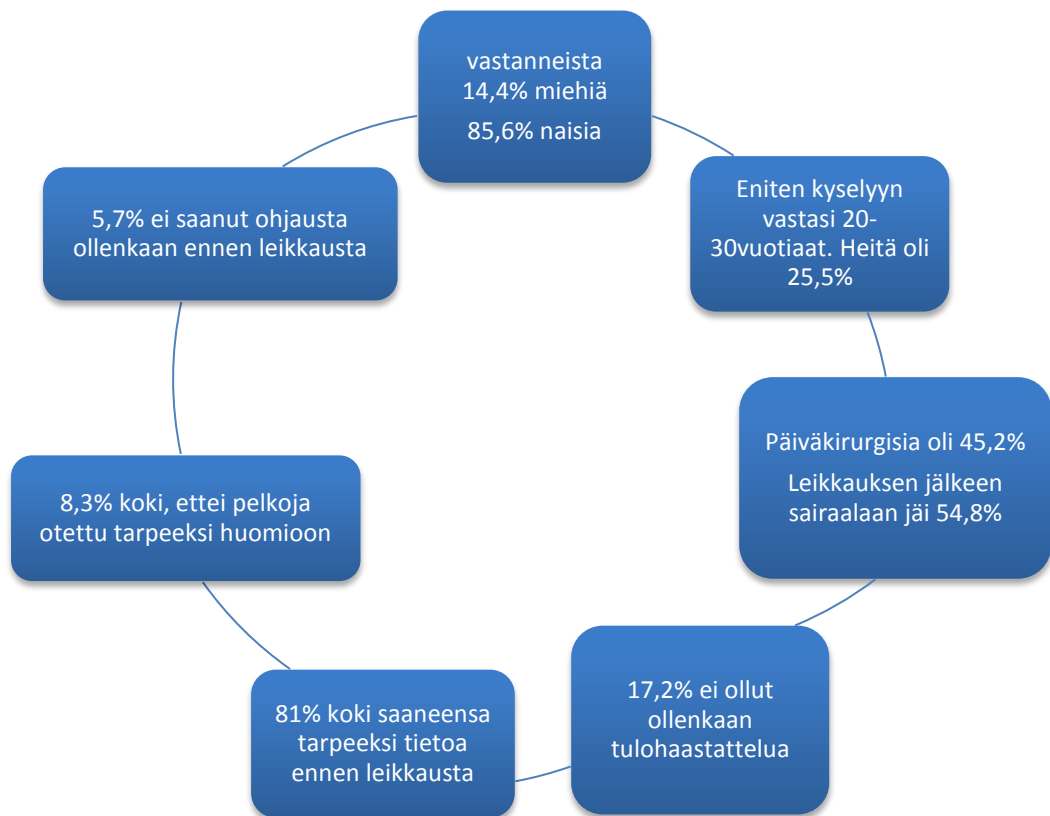 vastanneista
14,4% miehiä
85,6% naisia
Eniten kyselyyn
vastasi 20-
30vuotiaat. Heitä oli
25,5%
Päiväkirurgisia oli 45,2%
Leikkauksen jälkeen
sairaalaan jäi 54,8%
17,2% ei ollut
ollenkaan
tulohaastattelua
81% koki saaneensa
tarpeeksi tietoa
ennen leikkausta
8,3% koki, ettei pelkoja
otettu tarpeeksi huomioon
5,7% ei saanut ohjausta
ollenkaan ennen leikkausta